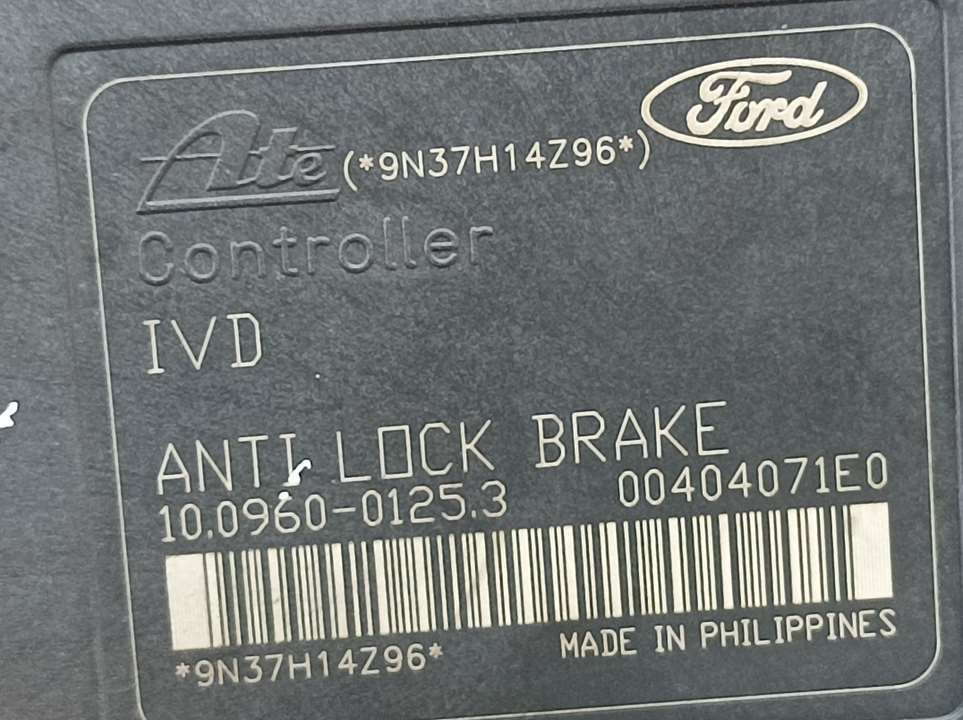 Ford
Ate (*9N37H14Z96*)
Controller
IVD
ANTI LOCK BRAKE
10.0960-0125.3 00404071E0
*9N37H14Z96*
MADE IN PHILIPPINES